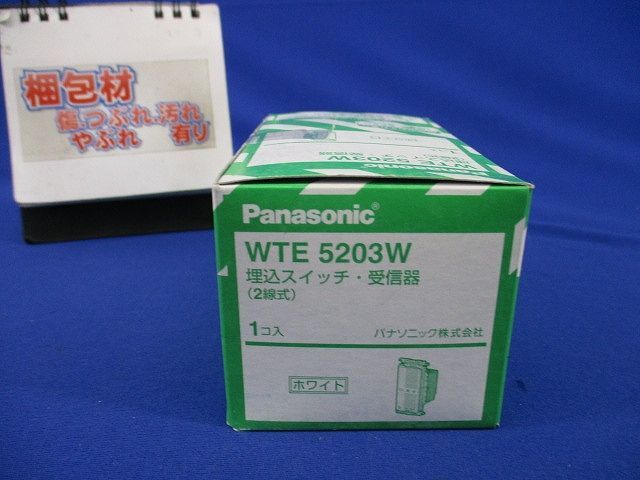 梱包材
傷,つぶれ,汚れ,
やぶれ 有り
WTE 5203W
Panasonic®
WTE 5203W
埋込スイッチ・受信器
(2線式)
1コ入
パナソニック株式会社
ホワイト